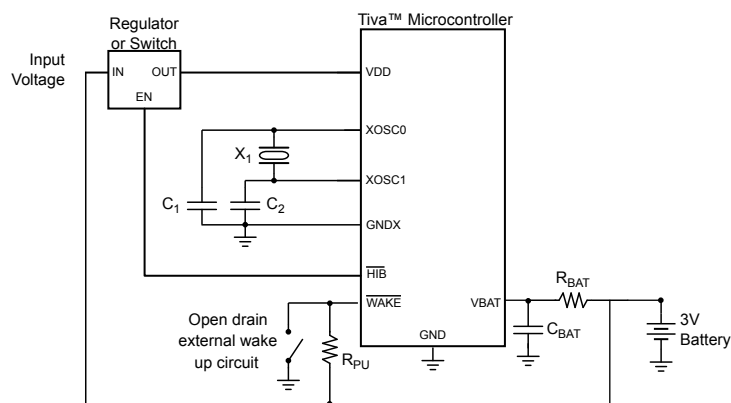 Tiva™ Microcontroller
Regulator
or Switch
Input
Voltage
IN
OUT
EN
VDD
XOSC0
X1
XOSC1
C1
C2
GNDX
HIB
WAKE
VBAT
RBAT
Open drain
external wake
up circuit
RPU
GND
CBAT
3V
Battery